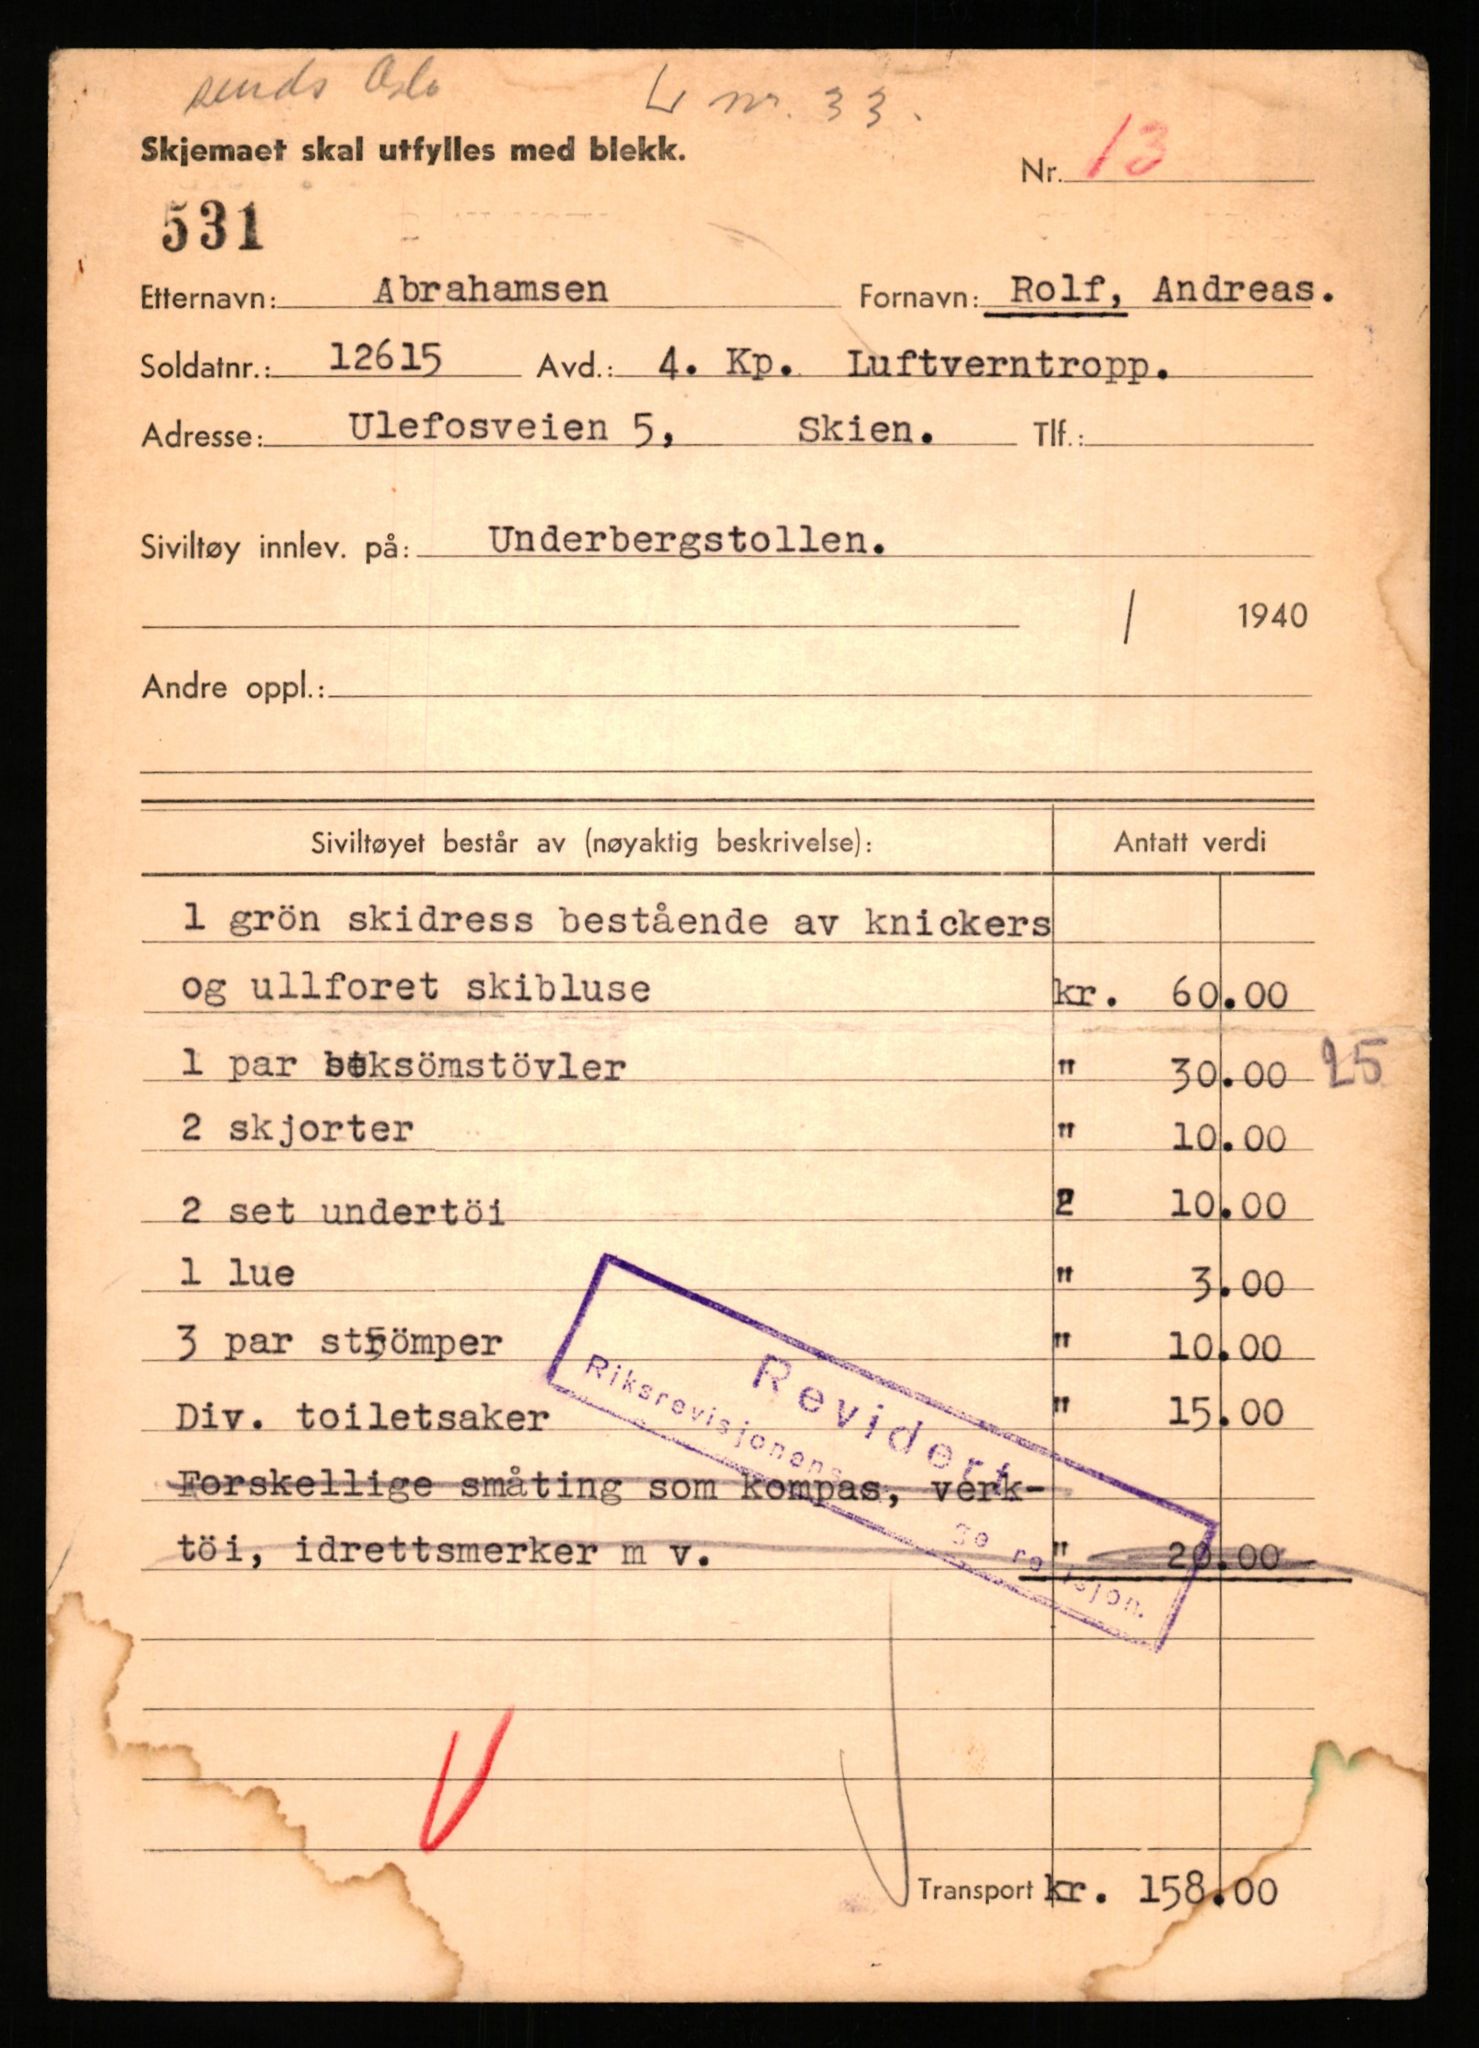 sends Oslo
nr. 33.
Skjemaet skal utfylles med blekk.
Nr. 13
531
Etternavn: Abrahamsen Fornavn: Rolf, Andreas.
Soldatnr.: 12615 Avd.: 4. Kp. Luftverntropp.
Adresse: Ulefosveien 5, Skien. Tlf.:
Siviltøy innlev. på: Underbergstollen.
/ 1940
Andre oppl.:
Siviltøyet består av (nøyaktig beskrivelse): Antatt verdi
1 grön skidress bestående av knickers
og ullforet skibluse kr. 60.00
1 par beksömstövler " 30.00 25
2 skjorter " 10.00
2 set undertöi " 10.00
1 lue " 3.00
3 par strömper " 10.00
Div. toiletsaker " 15.00
Forskellige småting som kompas, verk-
töi, idrettsmerker m v. " 20.00
Revidert
Riksrevisjonens revisjon.
Transport kr. 158.00